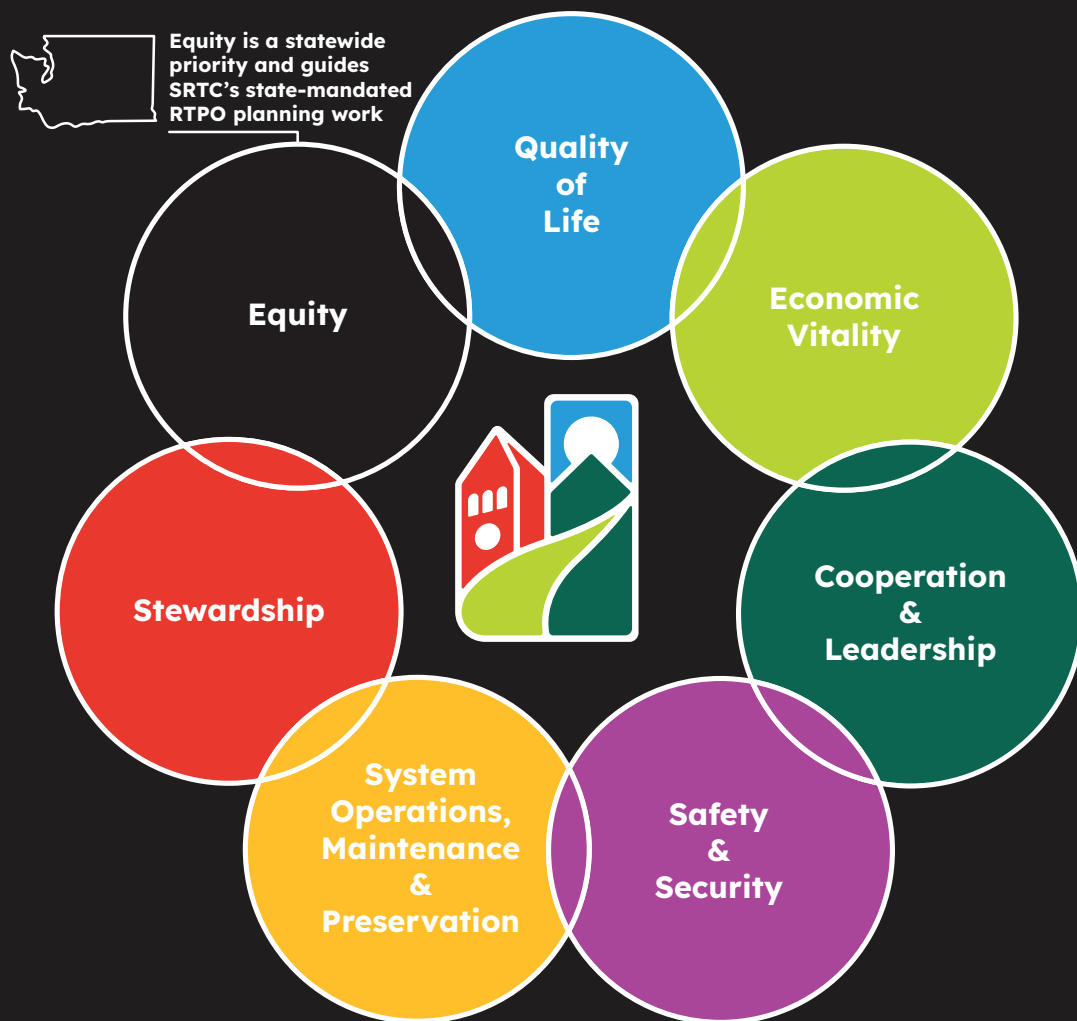 Equity is a statewide
priority and guides
SRTC's state-mandated
RTPO planning work
Quality
of
Life
Equity
Economic
Vitality
Stewardship
Cooperation
&
Leadership
System
Operations,
Maintenance
&
Preservation
Safety
&
Security